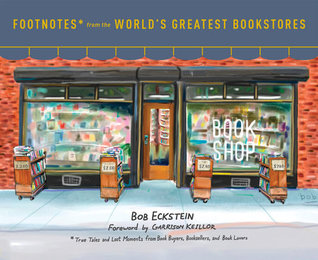 FOOTNOTES* from the WORLD'S GREATEST BOOKSTORES
BOOK
SHOP
BOB ECKSTEIN
Foreword by GARRISON KEILLOR
* True Tales and Lost Moments from Book Buyers, Booksellers, and Book Lovers